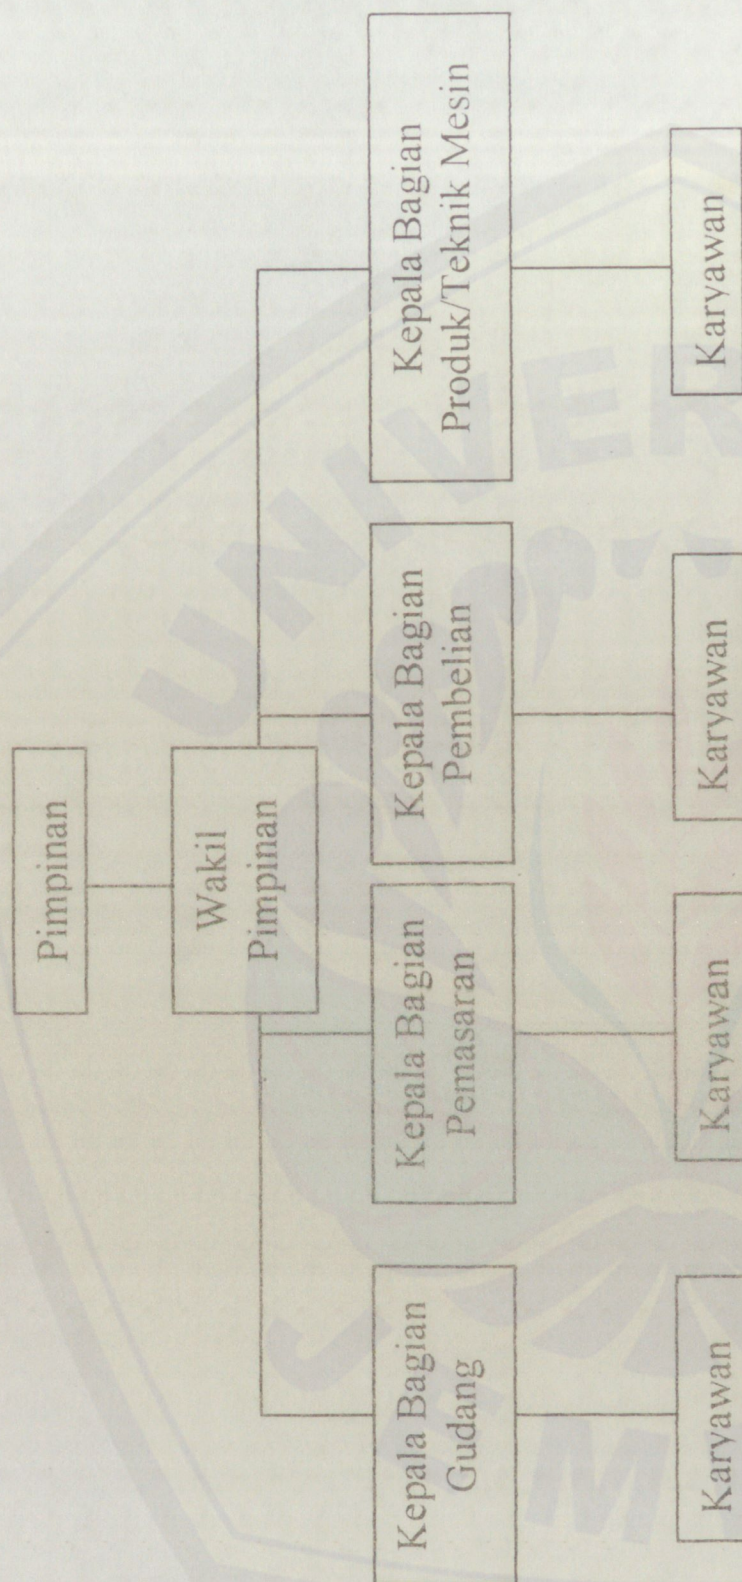 Pimpinan
Wakil
Pimpinan
Kepala Bagian
Gudang
Kepala Bagian
Pemasaran
Kepala Bagian
Pembelian
Kepala Bagian
Produk/Teknik Mesin
Karyawan
Karyawan
Karyawan
Karyawan